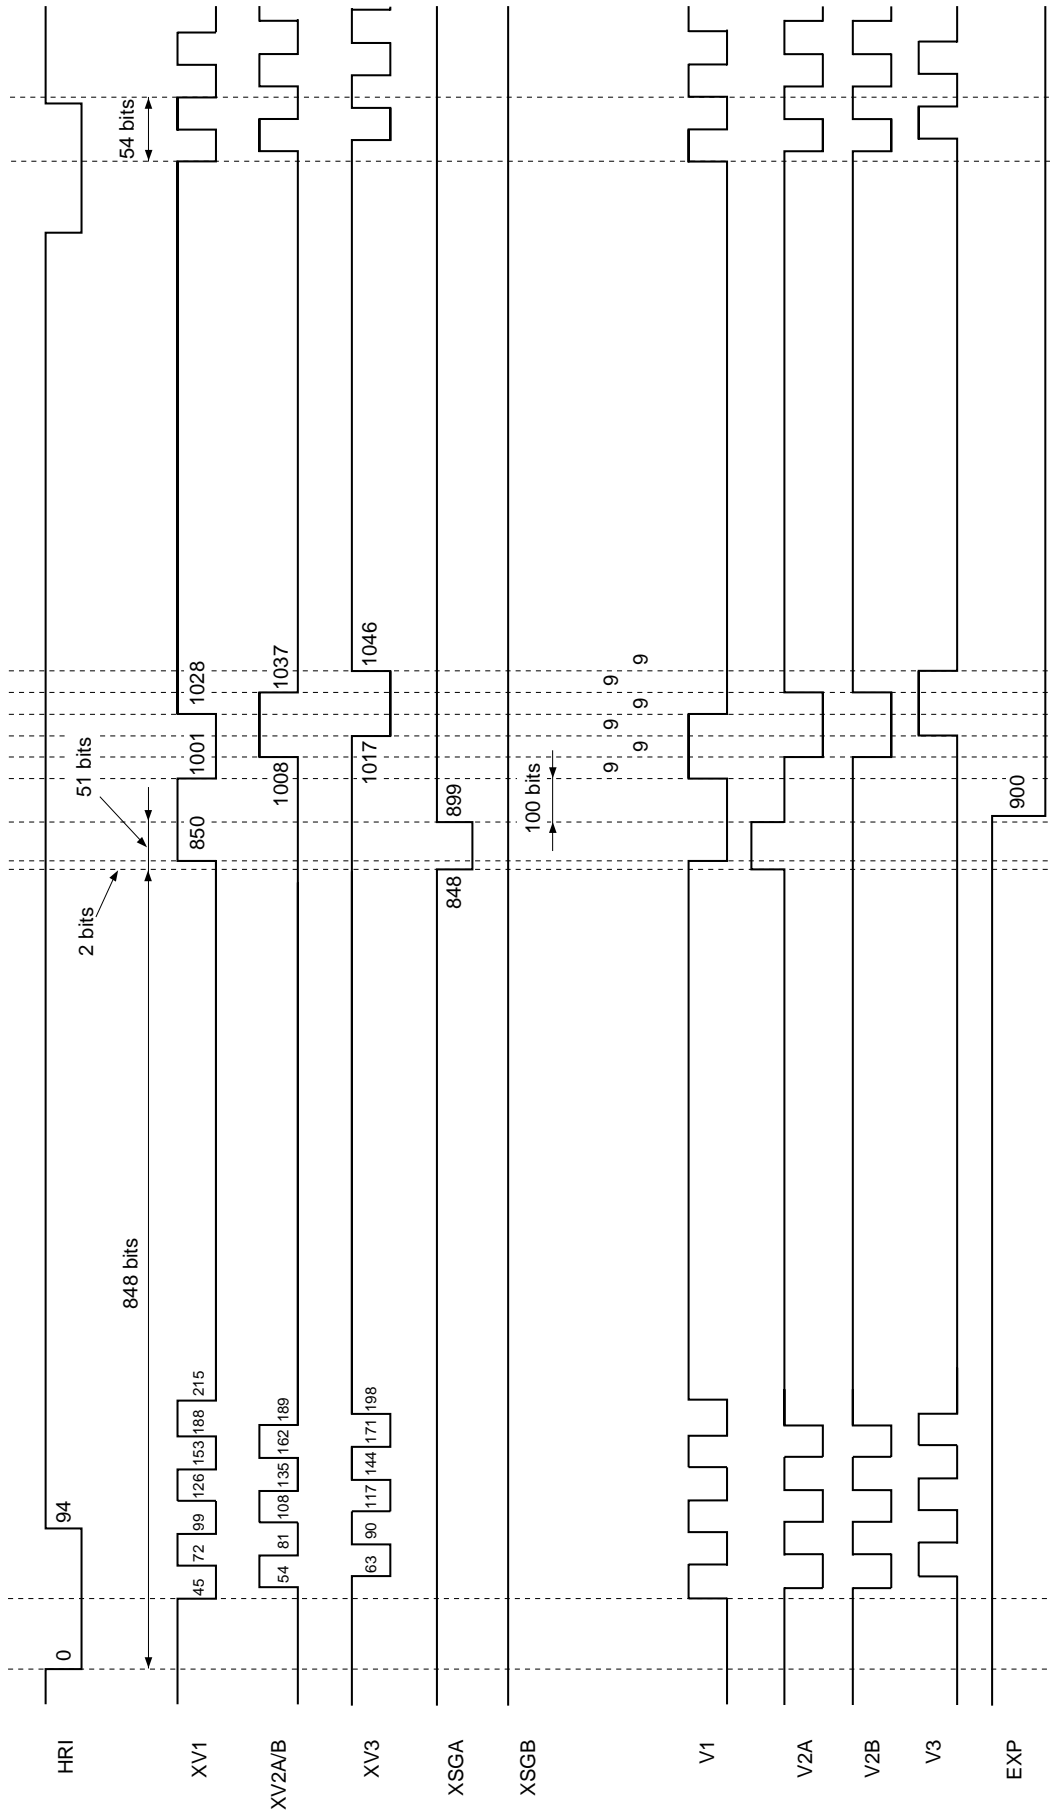 HRI
0
94
848 bits
2 bits
51 bits
54 bits
XV1
45
72
99
126
153
188
215
850
1001
1028
XV2A/B
54
81
108
135
162
189
1008
1037
XV3
63
90
117
144
171
198
1017
1046
XSGA
848
899
XSGB
100 bits
9
9
9
9
9
9
V1
V2A
V2B
V3
EXP
900